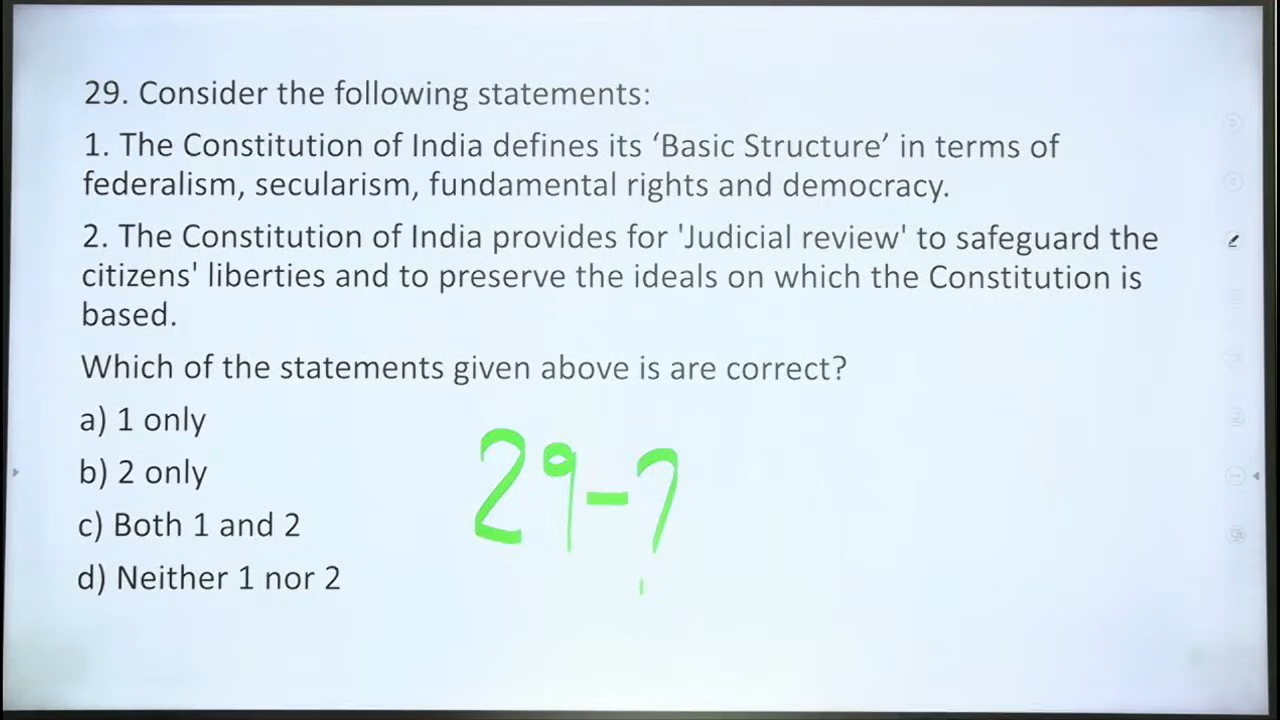 29. Consider the following statements:
1. The Constitution of India defines its ‘Basic Structure’ in terms of
federalism, secularism, fundamental rights and democracy.
2. The Constitution of India provides for 'Judicial review' to safeguard the
citizens' liberties and to preserve the ideals on which the Constitution is
based.
Which of the statements given above is are correct?
a) 1 only
b) 2 only
c) Both 1 and 2
d) Neither 1 nor 2
29-?